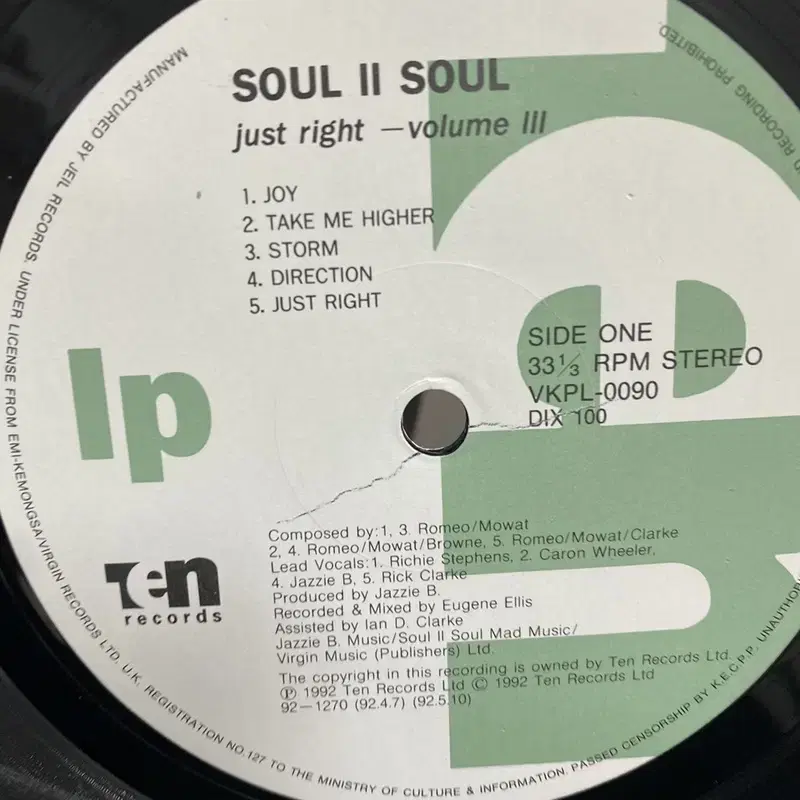 SOUL II SOUL
just right — volume III
1. JOY
2. TAKE ME HIGHER
3. STORM
4. DIRECTION
5. JUST RIGHT
lp
SIDE ONE
33 1/3 RPM STEREO
VKPL-0090
DIX 100
Composed by:1, 3. Romeo/Mowat
2, 4. Romeo/Mowat/Browne, 5. Romeo/Mowat/Clarke
Lead Vocals:1. Richie Stephens, 2. Caron Wheeler,
4. Jazzie B, 5. Rick Clarke
Produced by Jazzie B.
Recorded & Mixed by Eugene Ellis
Assisted by Ian D. Clarke
Jazzie B. Music/Soul II Soul Mad Music/
Virgin Music (Publishers) Ltd.
The copyright in this recording is owned by Ten Records Ltd.
Ⓟ 1992 Ten Records Ltd © 1992 Ten Records Ltd
92—1270 (92.4.7) (92.5.10)
Ten
records
MANUFACTURED BY JEIL RECORDS, UNDER LICENSE FROM EMI-KEMONGSA/VIRGIN RECORDS LTD. U.K. REGISTRATION NO.127 TO THE MINISTRY OF CULTURE & INFORMATION. PASSED CENSORSHIP BY K.E.C.P.P. UNAUTHOR
RECORDING PROHIBITED.